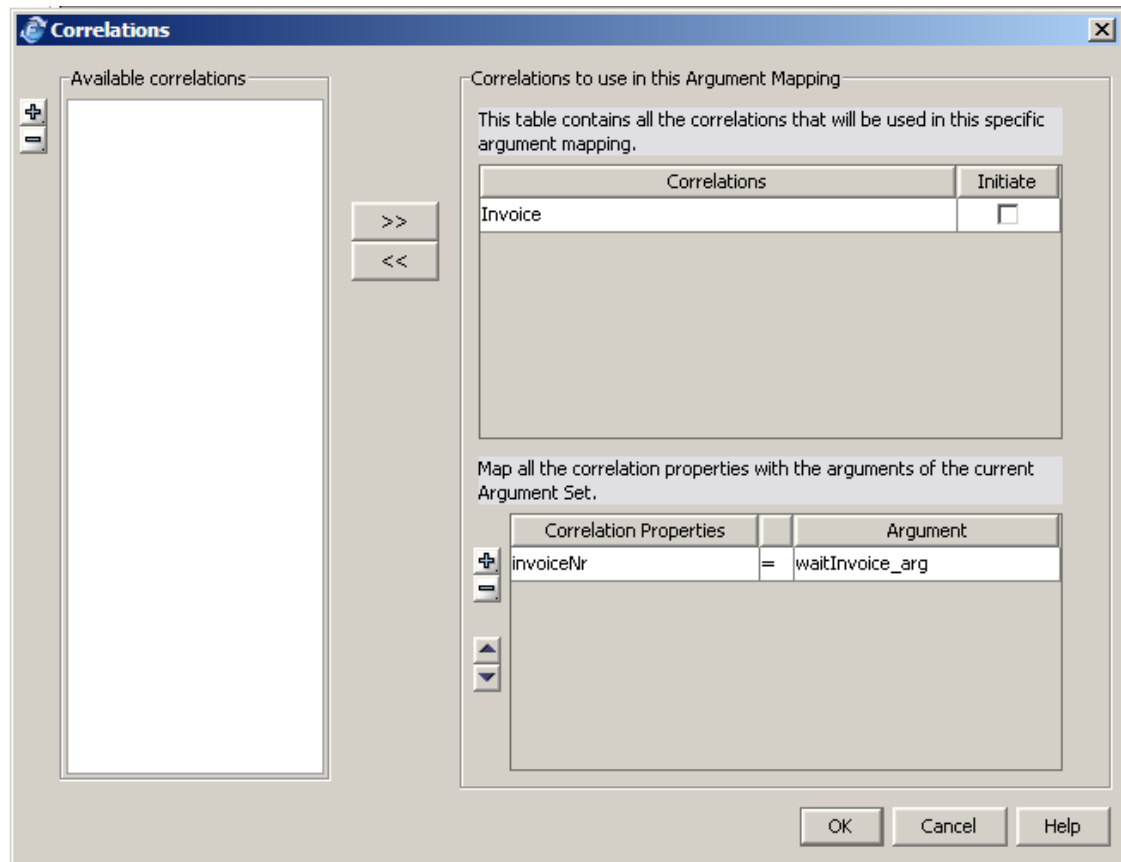 Correlations
Available correlations
Correlations to use in this Argument Mapping
This table contains all the correlations that will be used in this specific
argument mapping.
Correlations Initiate
Invoice
>>
<<
Map all the correlation properties with the arguments of the current
Argument Set.
Correlation Properties Argument
invoiceNr = waitInvoice_arg
OK Cancel Help